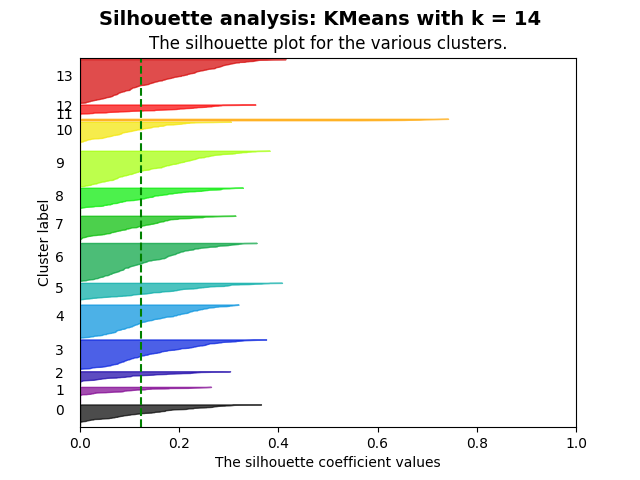 Silhouette analysis: KMeans with k = 14
The silhouette plot for the various clusters.
Cluster label
13
12
11
10
9
8
7
6
5
4
3
2
1
0
0.0 0.2 0.4 0.6 0.8 1.0
The silhouette coefficient values